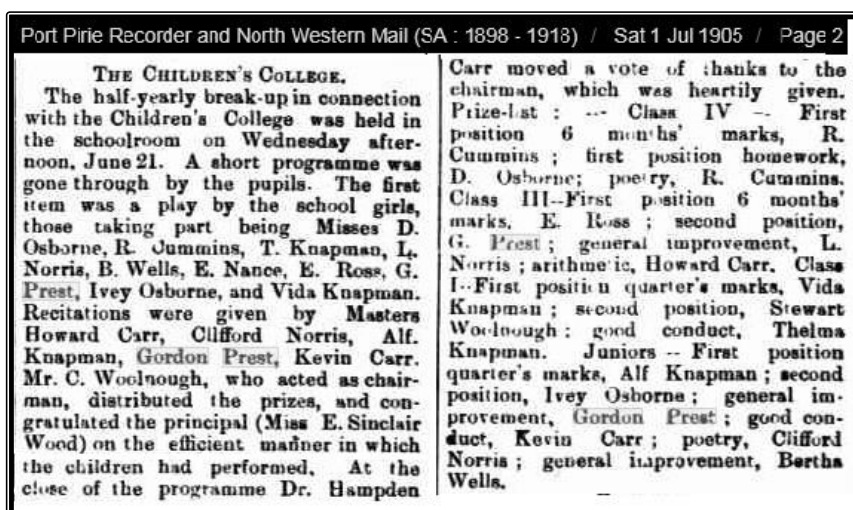 Port Pirie Recorder and North Western Mail (SA : 1898 - 1918) / Sat 1 Jul 1905 / Page 2
THE CHILDREN'S COLLEGE.
The half-yearly break-up in connection
with the Children's College was held in
the schoolroom on Wednesday after-
noon, June 21. A short programme was
gone through by the pupils. The first
item was a play by the school girls,
those taking part being Misses D.
Osborne, R. Cummins, T. Knapman, L.
Norris, B. Wells, E. Nance, E. Ross, G.
Prest, Ivey Osborne, and Vida Knapman.
Recitations were given by Masters
Howard Carr, Clifford Norris, Alf.
Knapman, Gordon Prest, Kevin Carr.
Mr. C. Woolnough, who acted as chair-
man, distributed the prizes, and con-
gratulated the principal (Miss E. Sinclair
Wood) on the efficient manner in which
the children had performed. At the
close of the programme Dr. Hampden
Carr moved a vote of thanks to the
chairman, which was heartily given.
Prize-list : --- Class IV -- First
position 6 months' marks, R.
Cummins ; first position homework,
D. Osborne; poetry, R. Cummins.
Class III--First position 6 months'
marks, E. Ross ; second position,
G. Prest ; general improvement, L.
Norris ; arithmetic, Howard Carr. Class
I--First position quarter's marks, Vida
Knapman ; second position, Stewart
Woolnough : good conduct, Thelma
Knapman. Juniors -- First position
quarter's marks, Alf Knapman ; second
position, Ivey Osborne ; general im-
provement, Gordon Prest ; good con-
duct, Kevin Carr ; poetry, Clifford
Norris ; general improvement, Bertha
Wells.